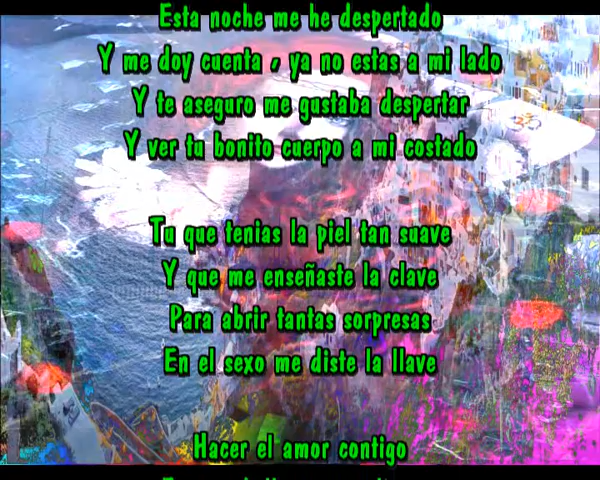 Esta noche me he despertado
Y me doy cuenta , ya no estas a mi lado
Y te aseguro me gustaba despertar
Y ver tu bonito cuerpo a mi costado
Tu que tenias la piel tan suave
Y que me enseñaste la clave
Para abrir tantas sorpresas
En el sexo me diste la llave
Hacer el amor contigo